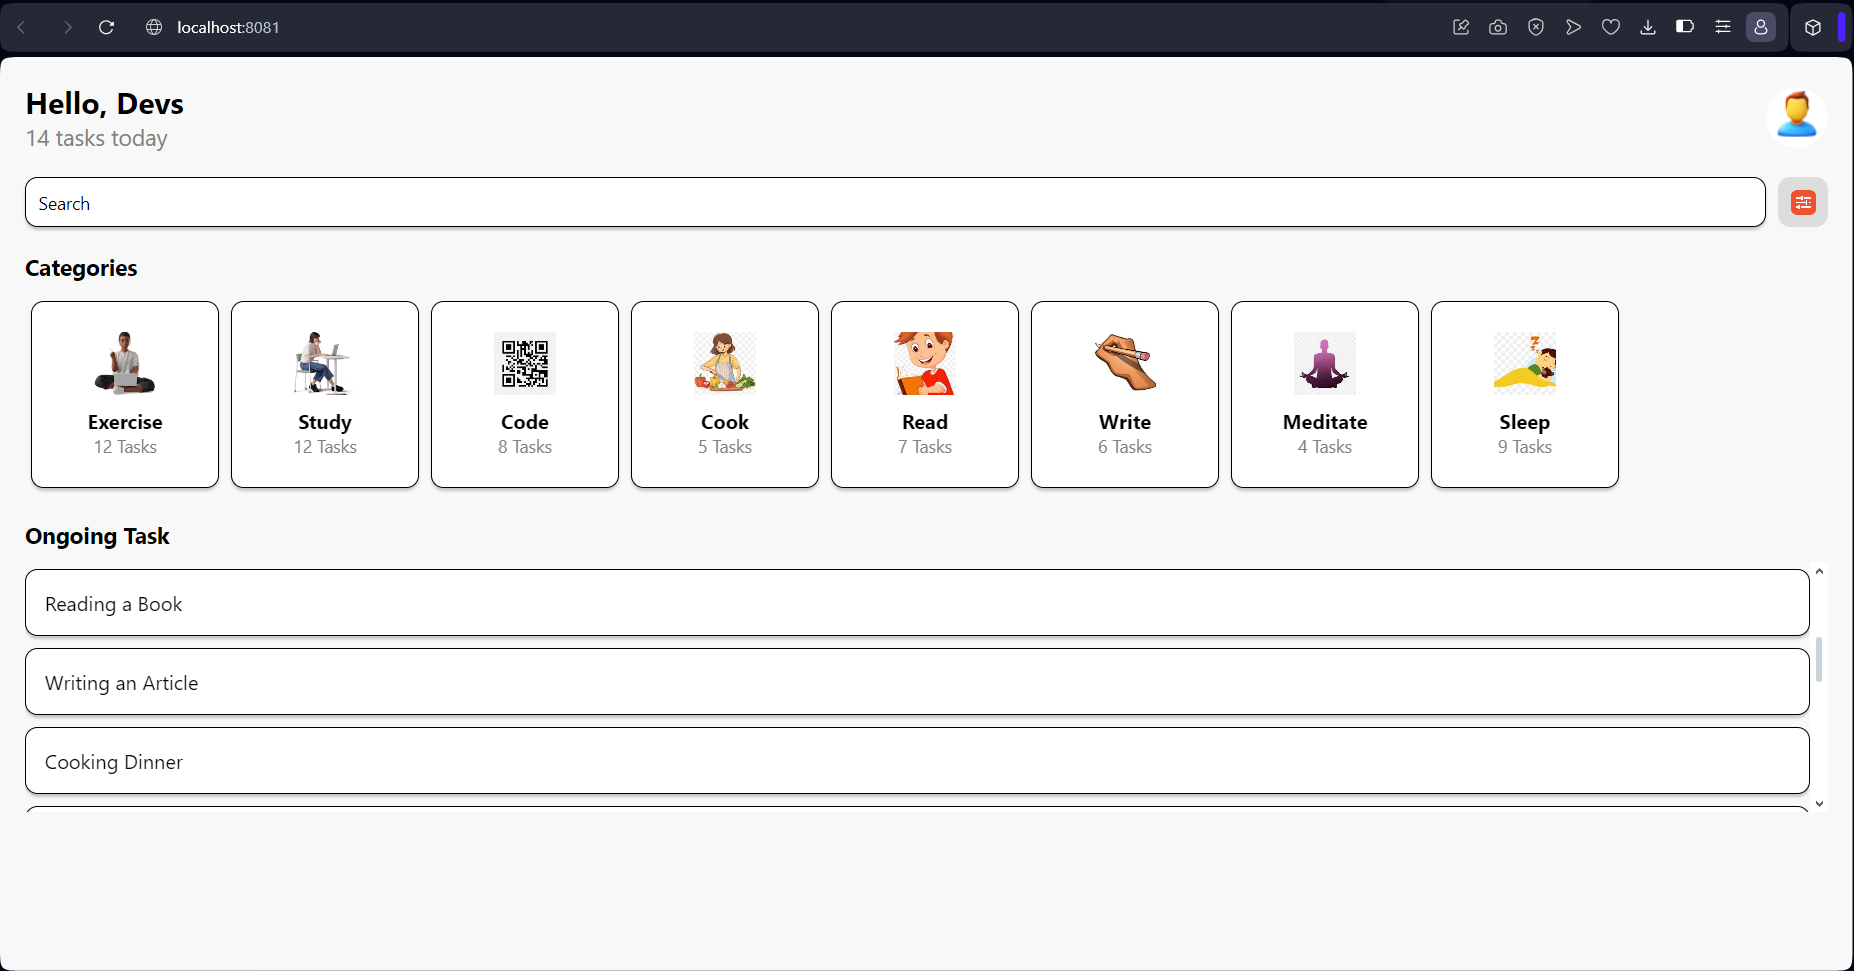 localhost:8081
Hello, Devs
14 tasks today
Search
Categories
Exercise
12 Tasks
Study
12 Tasks
Code
8 Tasks
Cook
5 Tasks
Read
7 Tasks
Write
6 Tasks
Meditate
4 Tasks
Sleep
9 Tasks
Ongoing Task
Reading a Book
Writing an Article
Cooking Dinner